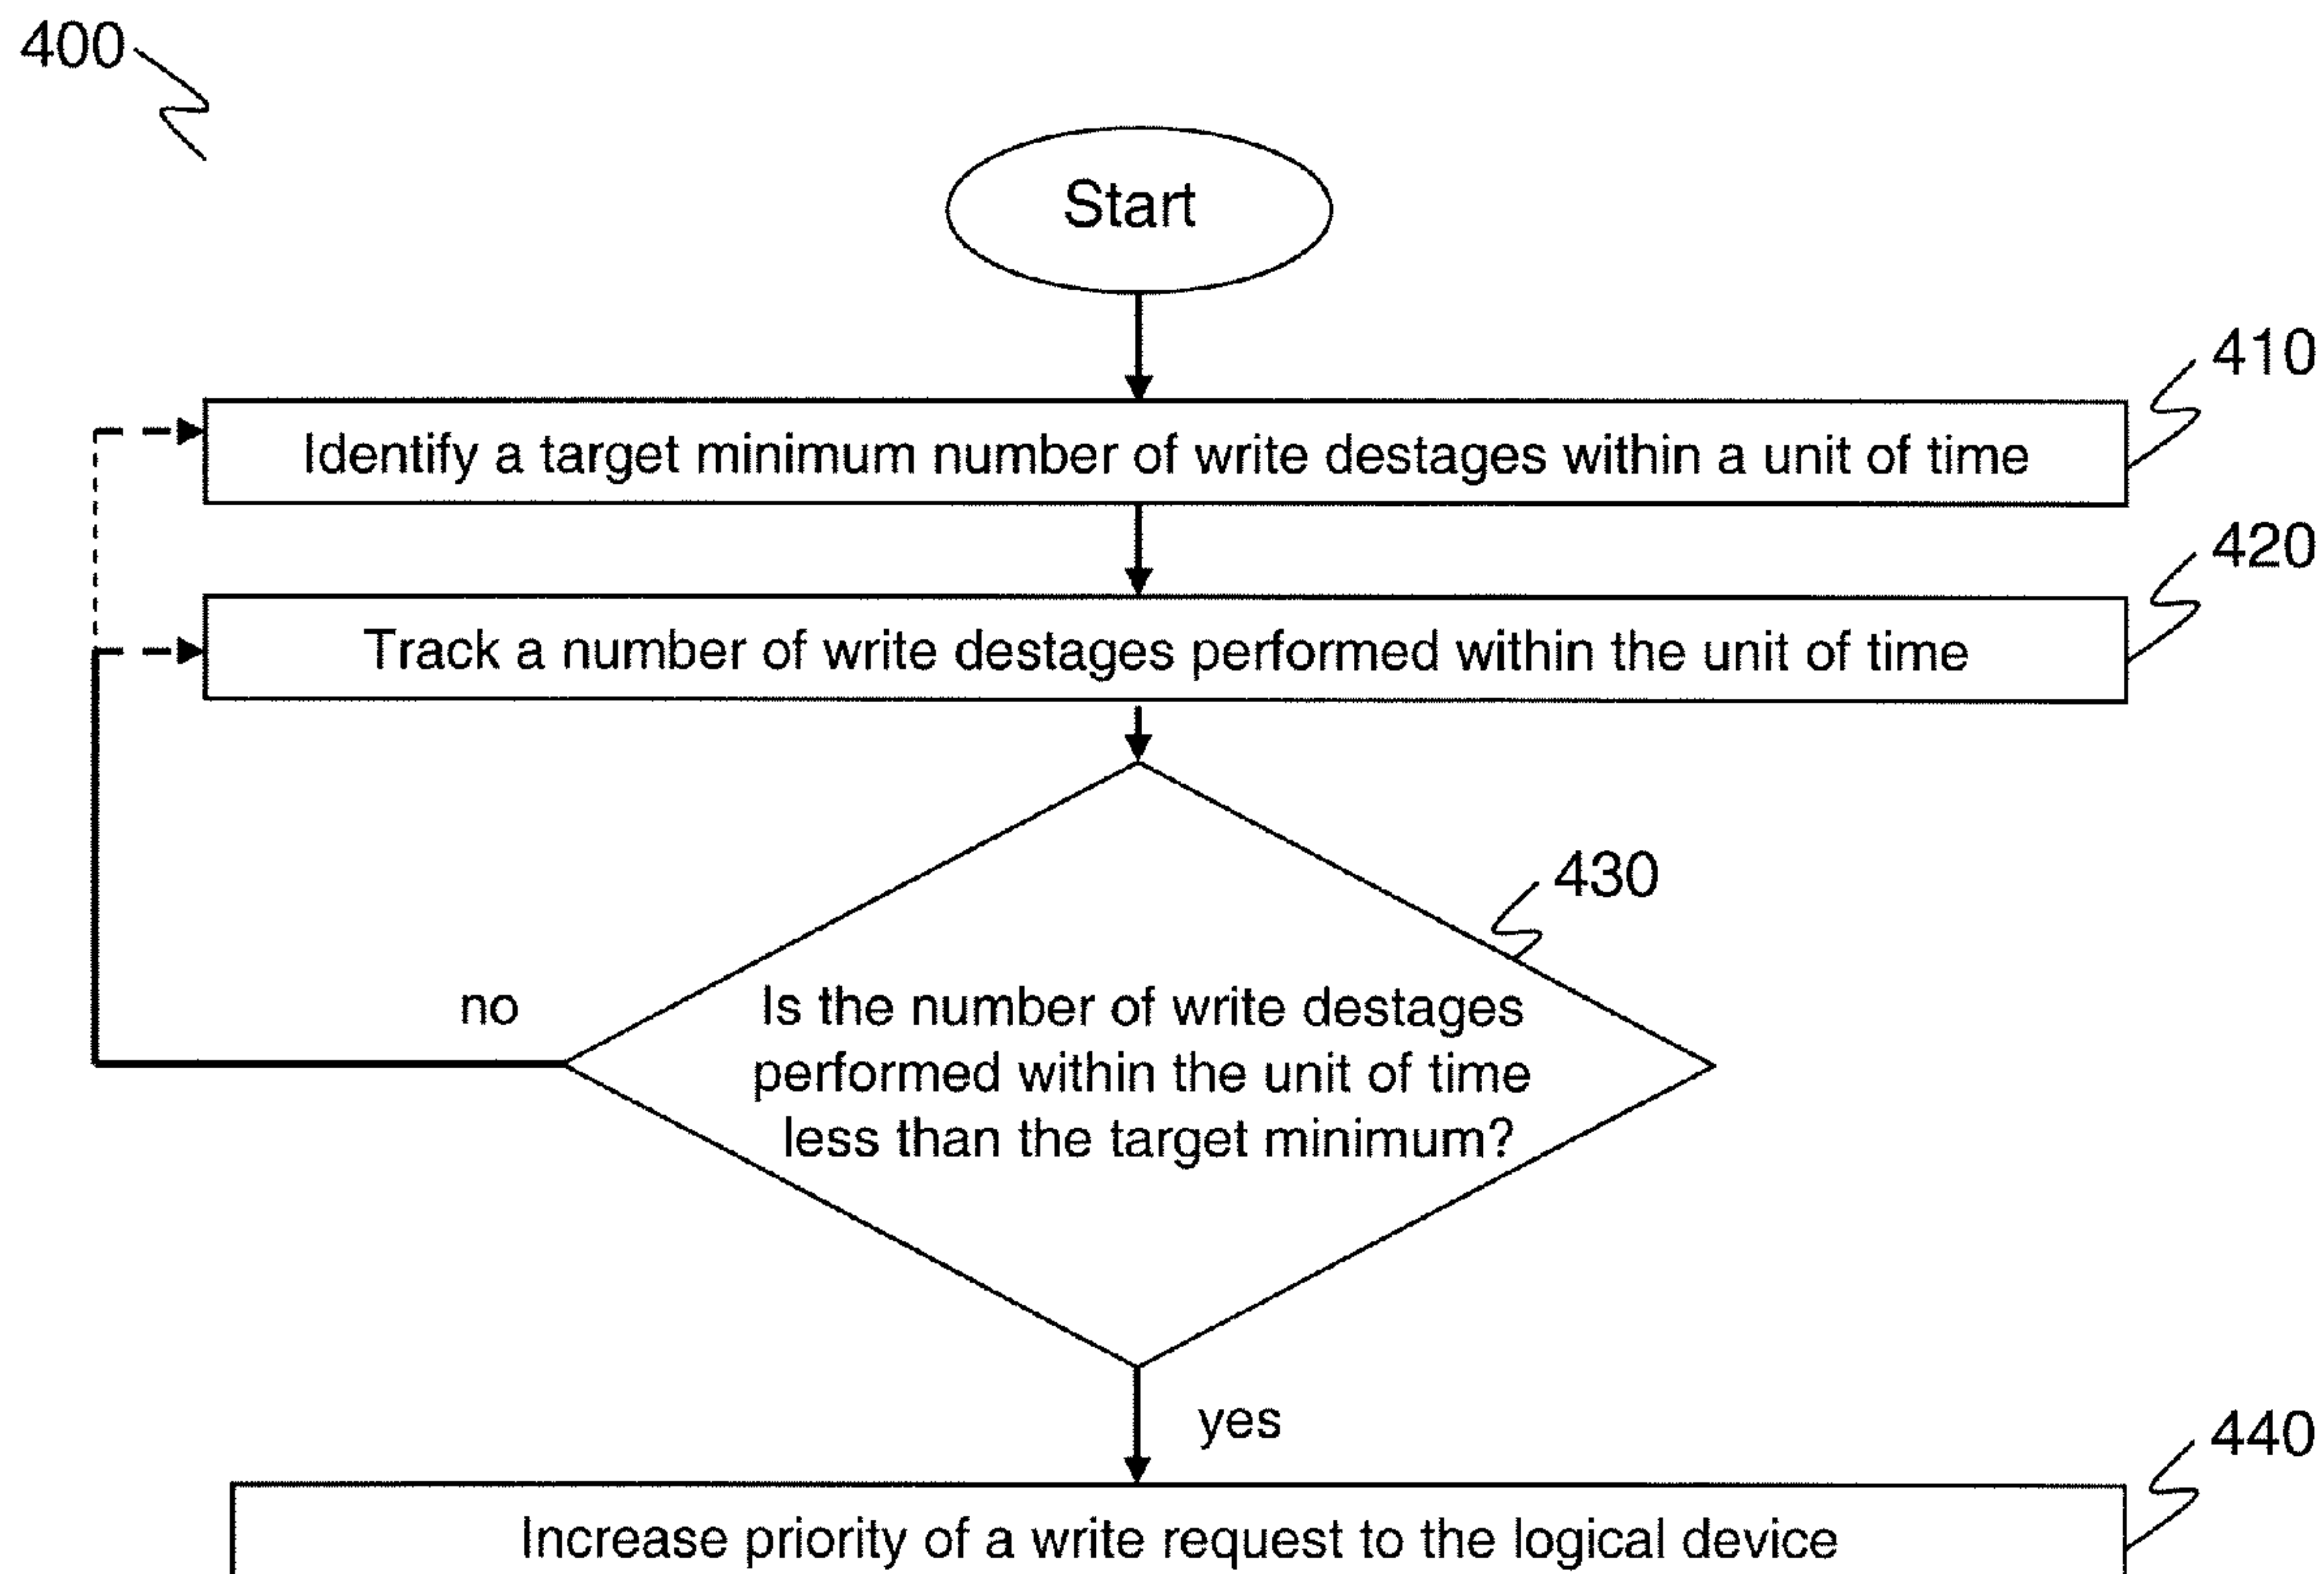 400
Start
410
Identify a target minimum number of write destages within a unit of time
420
Track a number of write destages performed within the unit of time
430
no
Is the number of write destages
performed within the unit of time
less than the target minimum?
yes
440
Increase priority of a write request to the logical device